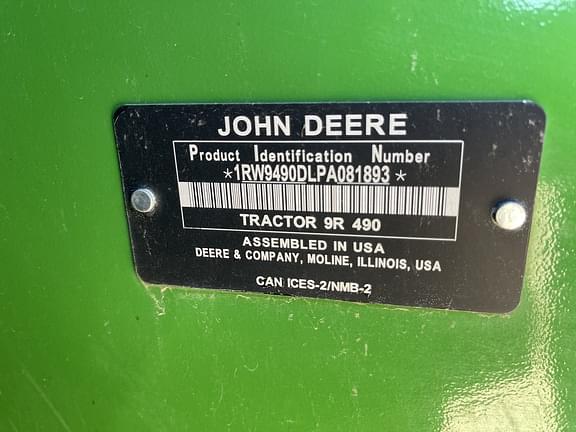 JOHN DEERE
Product Identification Number
*1RW9490DLPA081893*
TRACTOR 9R 490
ASSEMBLED IN USA
DEERE & COMPANY, MOLINE, ILLINOIS, USA
CAN ICES-2/NMB-2